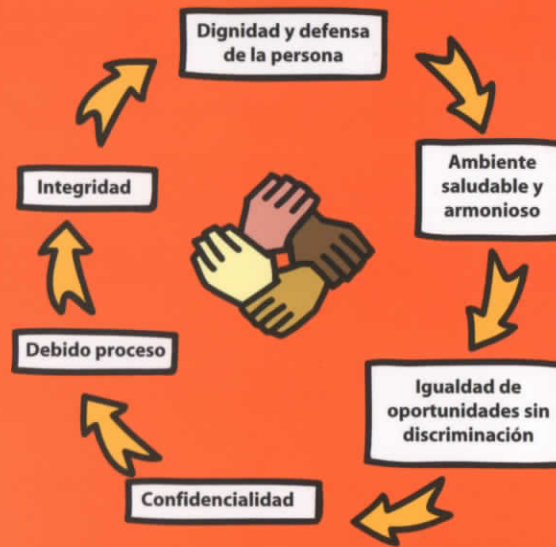 Dignidad y defensa
de la persona
Ambiente
saludable y
armonioso
Igualdad de
oportunidades sin
discriminación
Confidencialidad
Debido proceso
Integridad